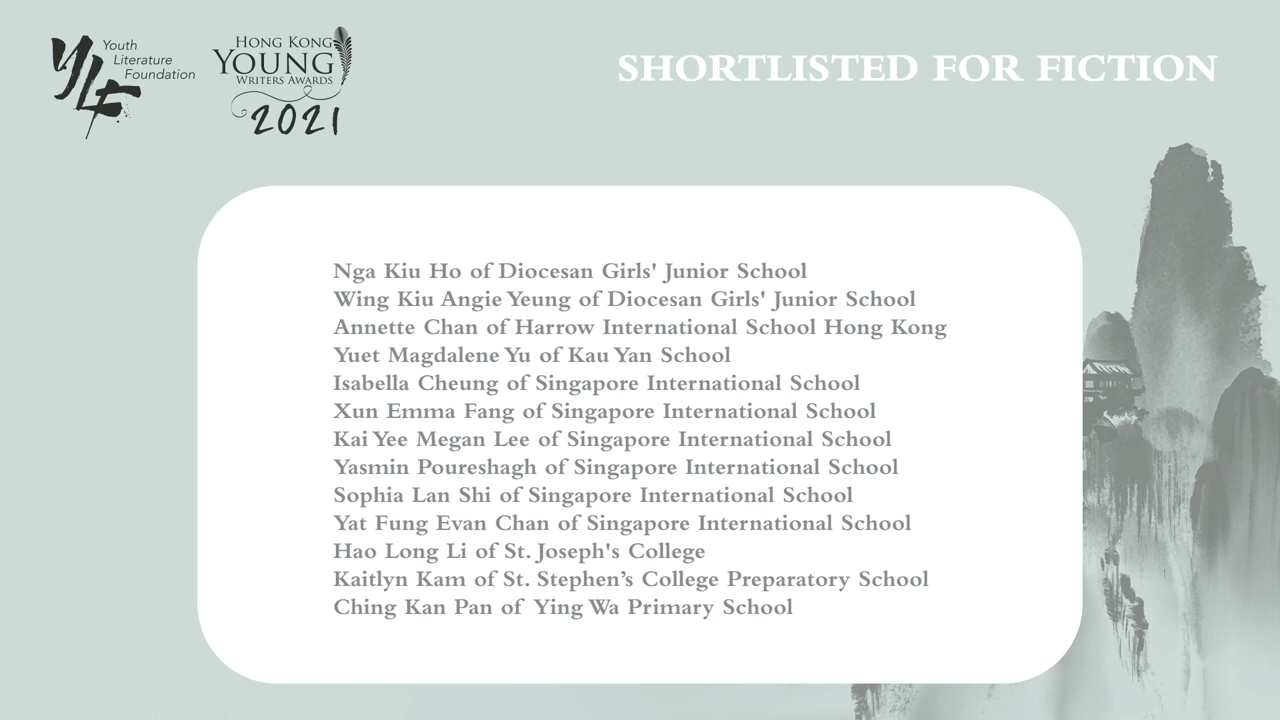 Youth
Literature
Foundation
HONG KONG
YOUNG
WRITERS AWARDS
2021
SHORTLISTED FOR FICTION
Nga Kiu Ho of Diocesan Girls' Junior School
Wing Kiu Angie Yeung of Diocesan Girls' Junior School
Annette Chan of Harrow International School Hong Kong
Yuet Magdalene Yu of Kau Yan School
Isabella Cheung of Singapore International School
Xun Emma Fang of Singapore International School
Kai Yee Megan Lee of Singapore International School
Yasmin Poureshagh of Singapore International School
Sophia Lan Shi of Singapore International School
Yat Fung Evan Chan of Singapore International School
Hao Long Li of St. Joseph's College
Kaitlyn Kam of St. Stephen’s College Preparatory School
Ching Kan Pan of Ying Wa Primary School